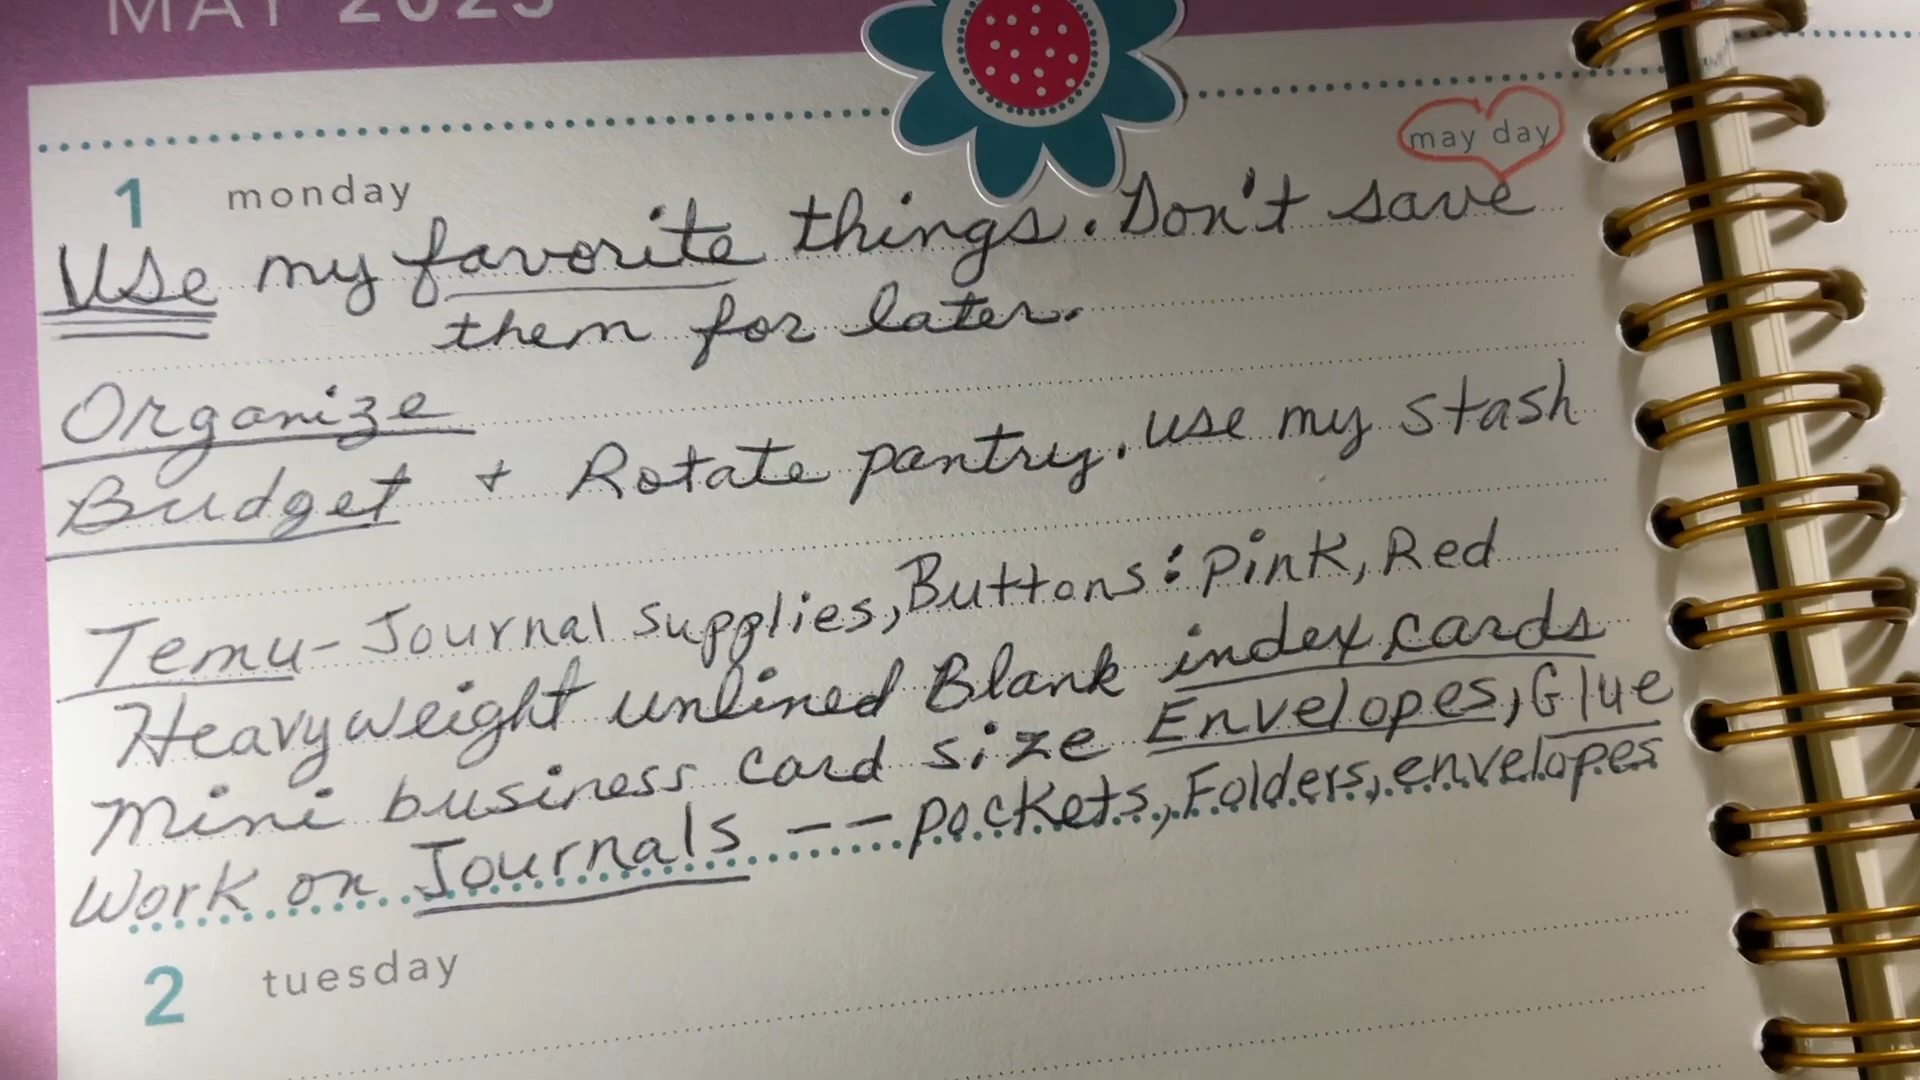 MAY 2023
may day
1 monday
Use my favorite things. Don't save
them for later.
Organize
Budget + Rotate pantry. use my stash
Temu - Journal supplies, Buttons: Pink, Red
Heavyweight unlined Blank index cards
Mini business card size Envelopes, Glue
Work on Journals -- pockets, Folders, envelopes
2 tuesday